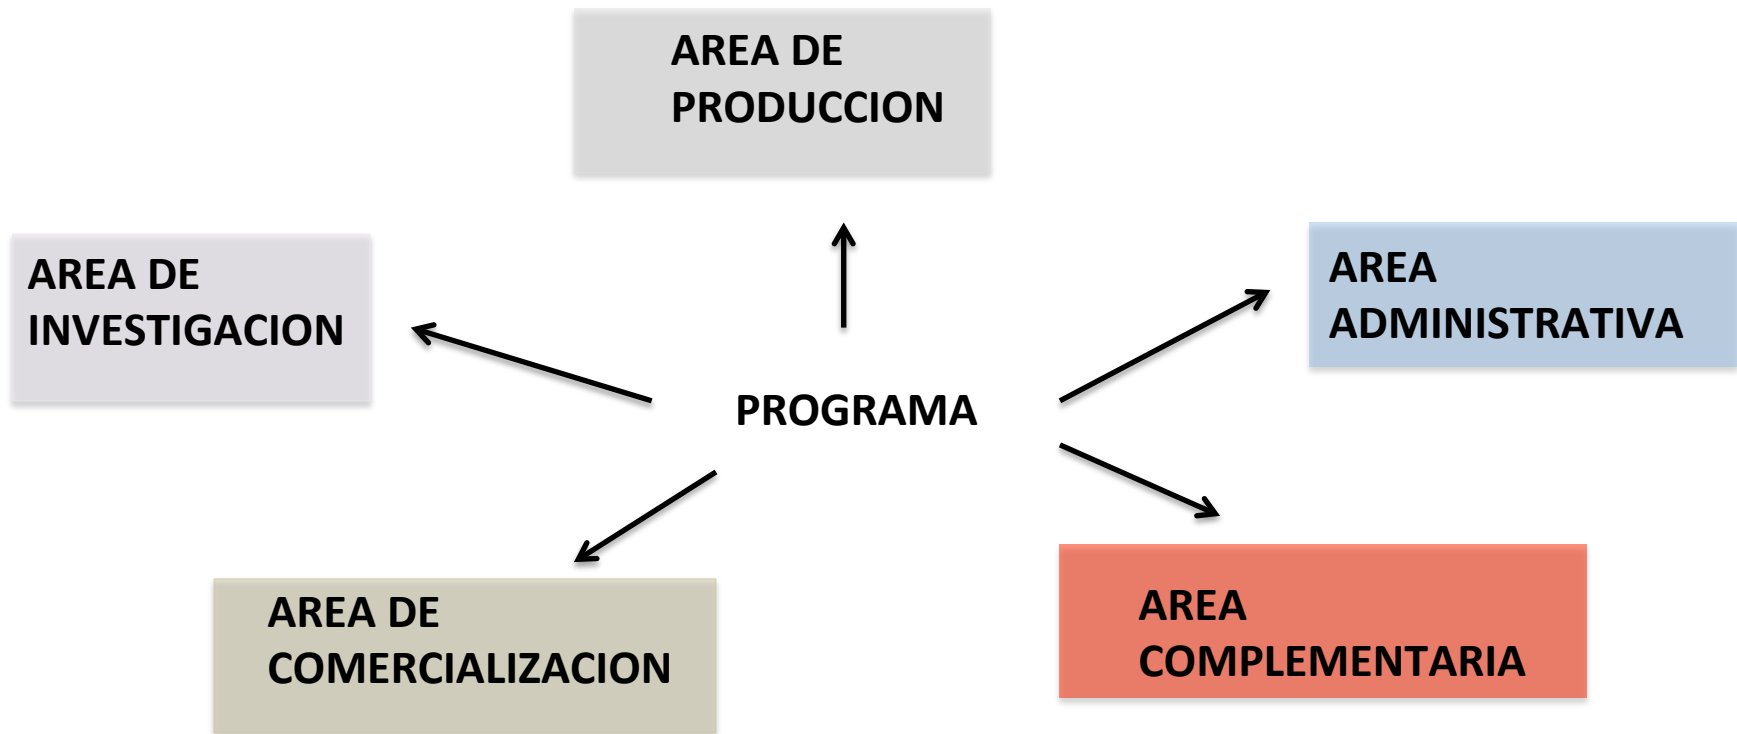 AREA DE
PRODUCCION
AREA DE
INVESTIGACION
AREA
ADMINISTRATIVA
PROGRAMA
AREA DE
COMERCIALIZACION
AREA
COMPLEMENTARIA